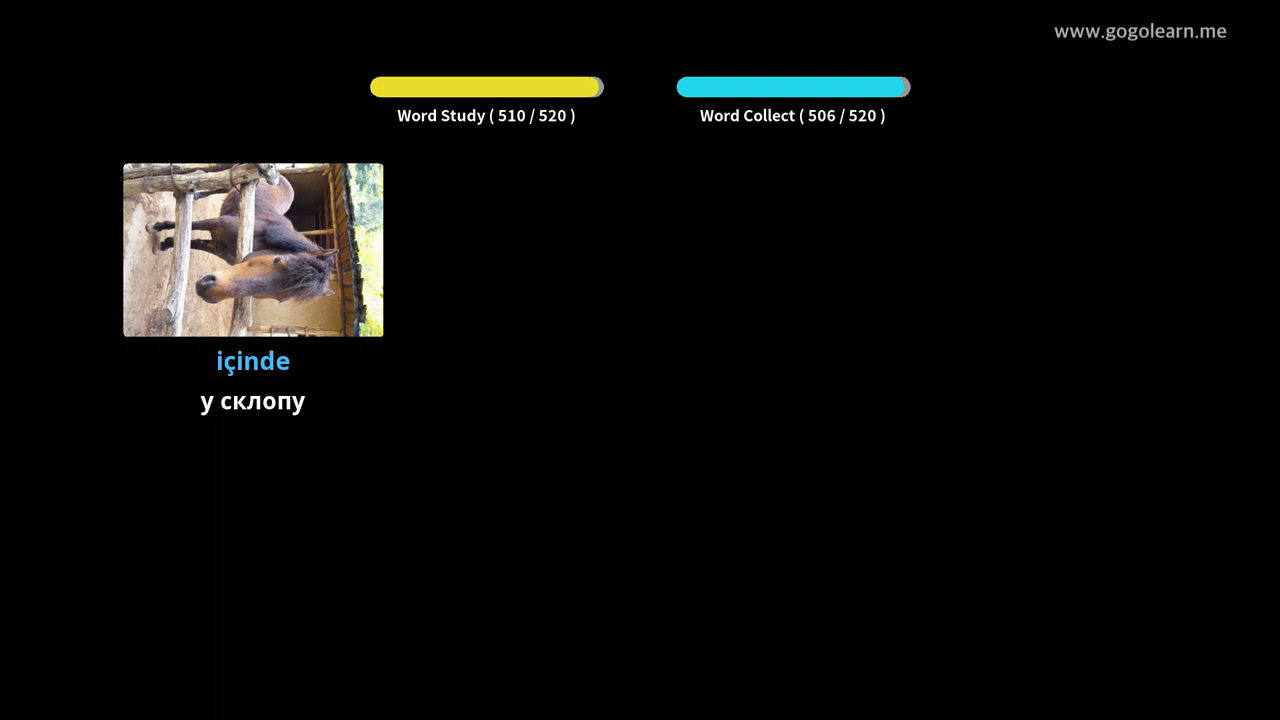 www.gogolearn.me
Word Study ( 510 / 520 )
Word Collect ( 506 / 520 )
içinde
у склопу